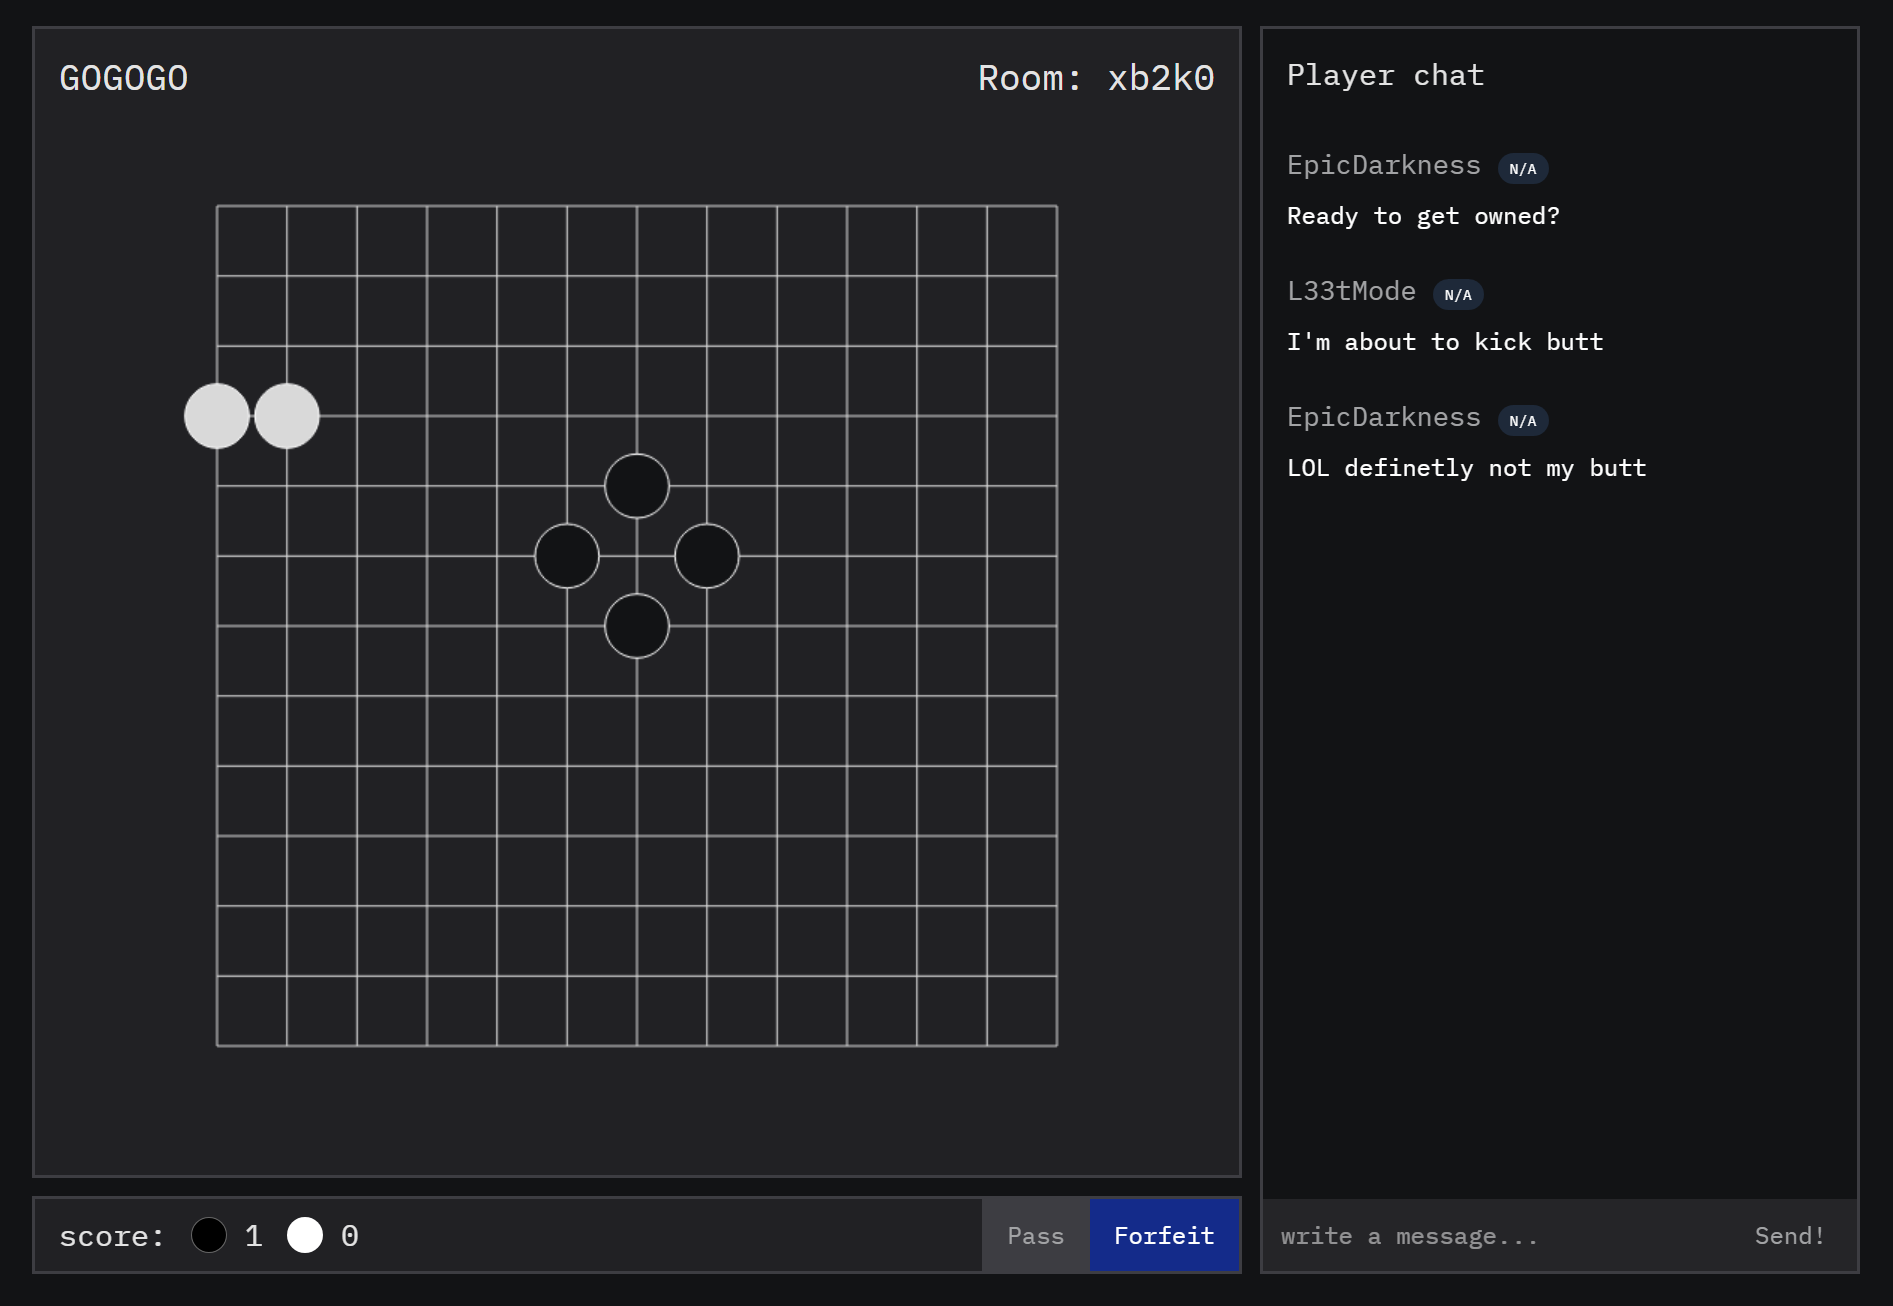 GOGOGO
Room: xb2k0
Player chat
EpicDarkness N/A
Ready to get owned?
L33tMode N/A
I'm about to kick butt
EpicDarkness N/A
LOL definetly not my butt
score: 1 0
Pass
Forfeit
write a message...
Send!